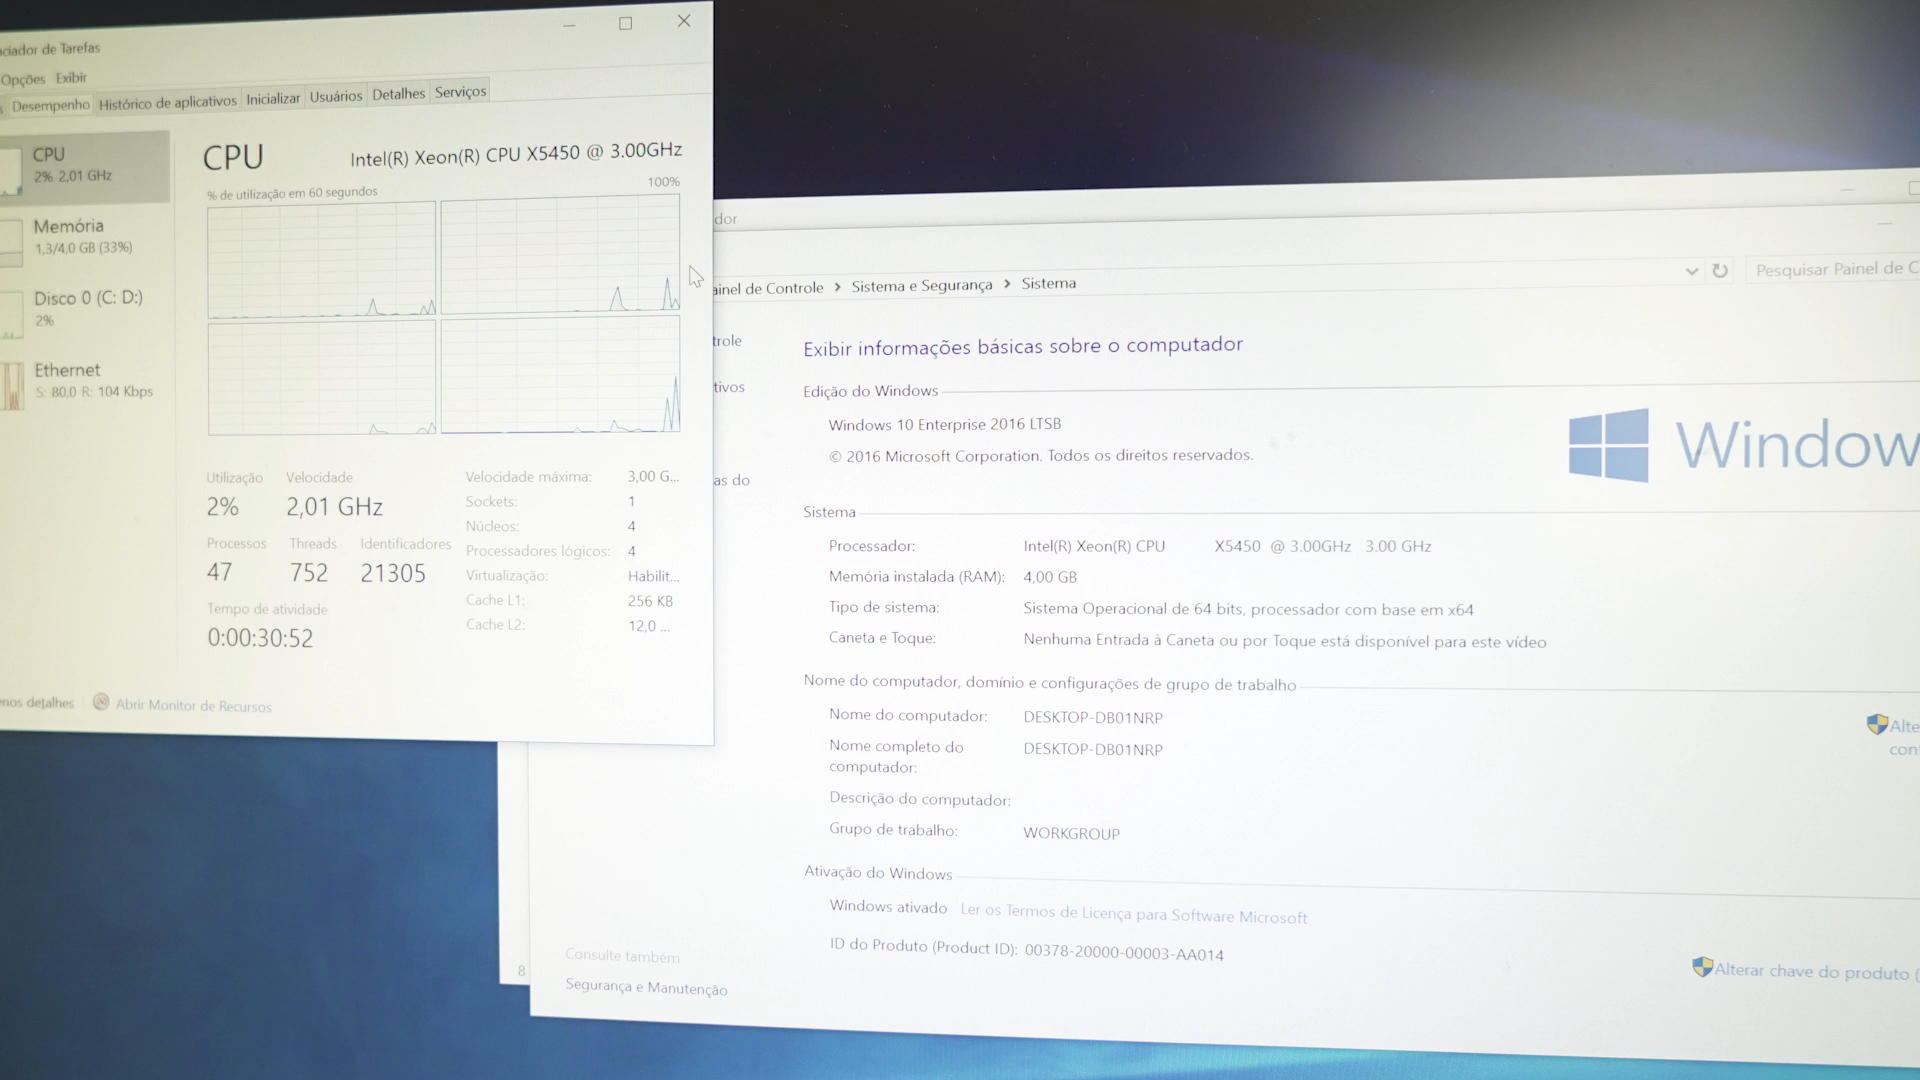 ciador de Tarefas
Opções Exibir
Desempenho Histórico de aplicativos Inicializar Usuários Detalhes Serviços
CPU
2% 2,01 GHz
Memória
1,3/4,0 GB (33%)
Disco 0 (C: D:)
2%
Ethernet
S: 80,0 R: 104 Kbps
CPU
Intel(R) Xeon(R) CPU X5450 @ 3.00GHz
% de utilização em 60 segundos
100%
Utilização
2%
Velocidade
2,01 GHz
Processos
47
Threads
752
Identificadores
21305
Tempo de atividade
0:00:30:52
Velocidade máxima: 3,00 G...
Sockets: 1
Núcleos: 4
Processadores lógicos: 4
Virtualização: Habilit...
Cache L1: 256 KB
Cache L2: 12,0 ...
nos detalhes
Abrir Monitor de Recursos
dor
ainel de Controle > Sistema e Segurança > Sistema
Pesquisar Painel de C
trole
tivos
as do
Exibir informações básicas sobre o computador
Edição do Windows
Windows 10 Enterprise 2016 LTSB
© 2016 Microsoft Corporation. Todos os direitos reservados.
Window
Sistema
Processador: Intel(R) Xeon(R) CPU X5450 @ 3.00GHz 3.00 GHz
Memória instalada (RAM): 4,00 GB
Tipo de sistema: Sistema Operacional de 64 bits, processador com base em x64
Caneta e Toque: Nenhuma Entrada à Caneta ou por Toque está disponível para este vídeo
Nome do computador, domínio e configurações de grupo de trabalho
Nome do computador: DESKTOP-DB01NRP
Nome completo do computador: DESKTOP-DB01NRP
Descrição do computador:
Grupo de trabalho: WORKGROUP
Alte
con
Ativação do Windows
Windows ativado Ler os Termos de Licença para Software Microsoft
ID do Produto (Product ID): 00378-20000-00003-AA014
Alterar chave do produto (
Consulte também
Segurança e Manutenção
8